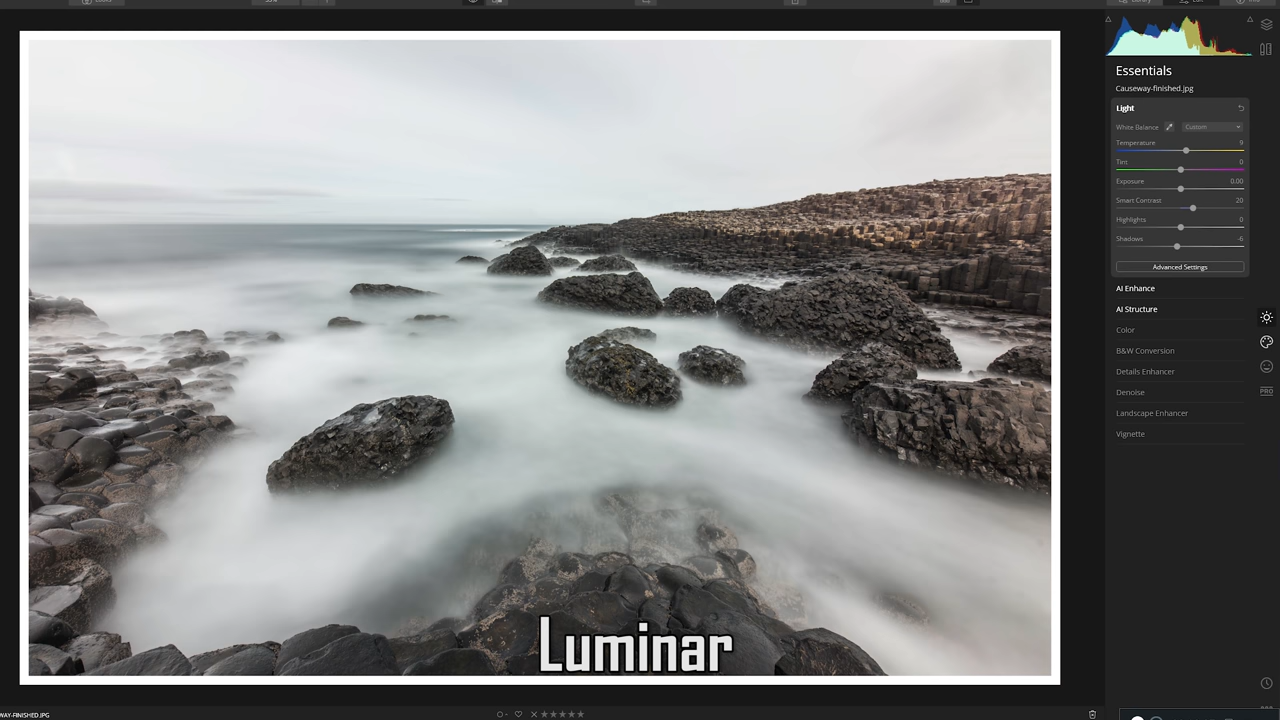 Essentials
Causeway-finished.jpg
Light
White Balance
Custom
Temperature 9
Tint 0
Exposure 0.00
Smart Contrast 20
Highlights 0
Shadows -6
Advanced Settings
AI Enhance
AI Structure
Color
B&W Conversion
Details Enhancer
Denoise
PRO
Landscape Enhancer
Vignette
Luminar
WAY-FINISHED.JPG